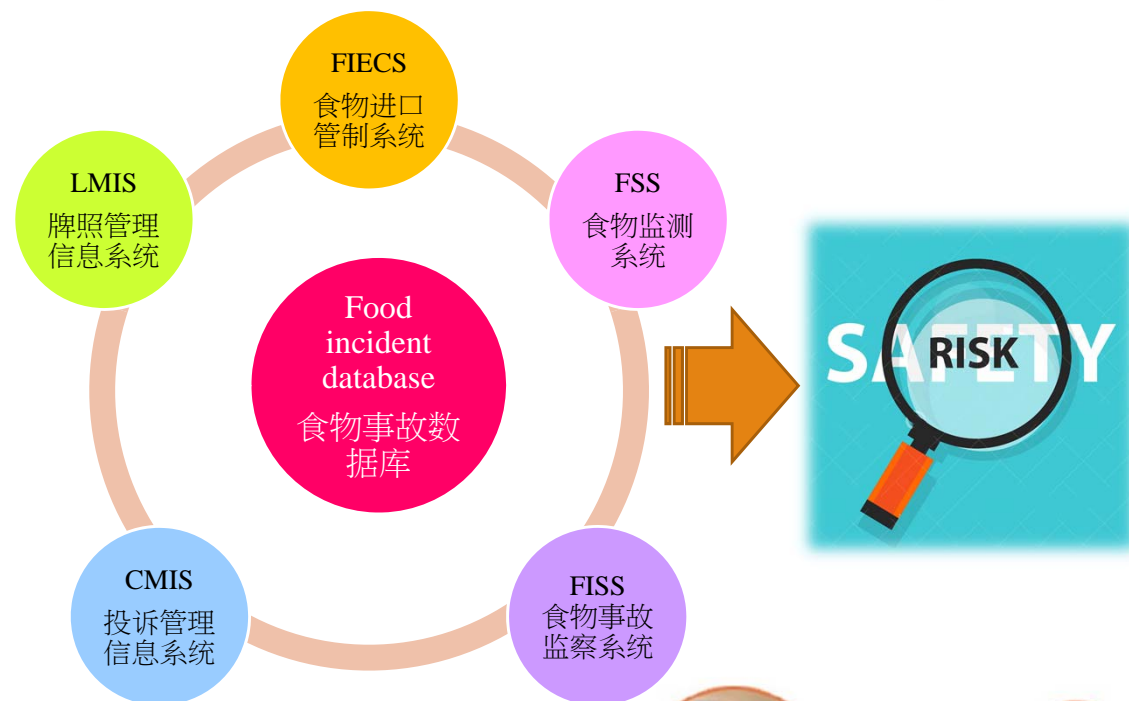 FIECS
食物进口
管制系统
LMIS
牌照管理
信息系统
FSS
食物监测
系统
Food
incident
database
食物事故数
据库
SAFETY
RISK
CMIS
投诉管理
信息系统
FISS
食物事故
监察系统